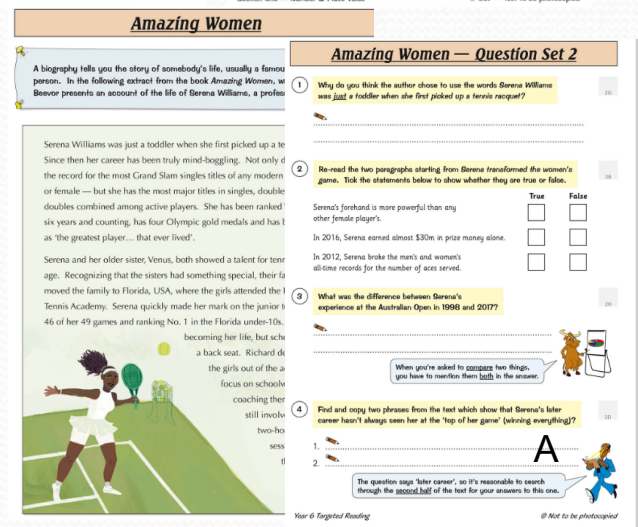 Amazing Women
A biography tells you the story of somebody's life, usually a famou
person. In the following extract from the book Amazing Women, w
Beevor presents an account of the life of Serena Williams, a profes
Serena Williams was just a toddler when she first picked up a te
Since then her career has been truly mind-boggling. Not only d
the record for the most Grand Slam singles titles of any modern
or female — but she has the most major titles in singles, double
doubles combined among active players. She has been ranked
six years and counting, has four Olympic gold medals and has b
as 'the greatest player... that ever lived'.
Serena and her older sister, Venus, both showed a talent for tenn
age. Recognizing that the sisters had something special, their fa
moved the family to Florida, USA, where the girls attended the
Tennis Academy. Serena quickly made her mark on the junior t
46 of her 49 games and ranking No. 1 in the Florida under-10s.
becoming her life, but scho
a back seat. Richard de
the girls out of the a
focus on schoolw
coaching ther
still involv
two-ho
sess
Amazing Women — Question Set 2
1 Why do you think the author chose to use the words Serena Williams
was just a toddler when she first picked up a tennis racquet?
2 Re-read the two paragraphs starting from Serena transformed the women's
game. Tick the statements below to show whether they are true or false.
True False
Serena's forehand is more powerful than any
other female player's.
In 2016, Serena earned almost $30m in prize money alone.
In 2012, Serena broke the men's and women's
all-time records for the number of aces served.
3 What was the difference between Serena's
experience at the Australian Open in 1998 and 2017?
When you're asked to compare two things,
you have to mention them both in the answer.
4 Find and copy two phrases from the text which show that Serena's later
career hasn't always seen her at the 'top of her game' (winning everything)?
1.
2.
A
The question says 'later career', so it's reasonable to search
through the second half of the text for your answers to this one.
Year 6 Targeted Reading
© Not to be photocopied